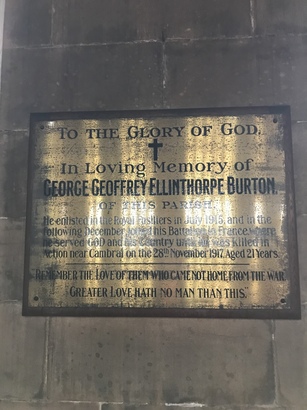 TO THE GLORY OF GOD.
In Loving Memory of
GEORGE GEOFFREY ELLINTHORPE BURTON.
OF THIS PARISH.
He enlisted in the Royal Fusiliers in July 1915, and in the
following December joined his Battalion in France, where
he served GOD and his Country until he was killed in
Action near Cambrai on the 28th November 1917, Aged 21 Years.
"REMEMBER THE LOVE OF THEM WHO CAME NOT HOME FROM THE WAR
"GREATER LOVE HATH NO MAN THAN THIS."